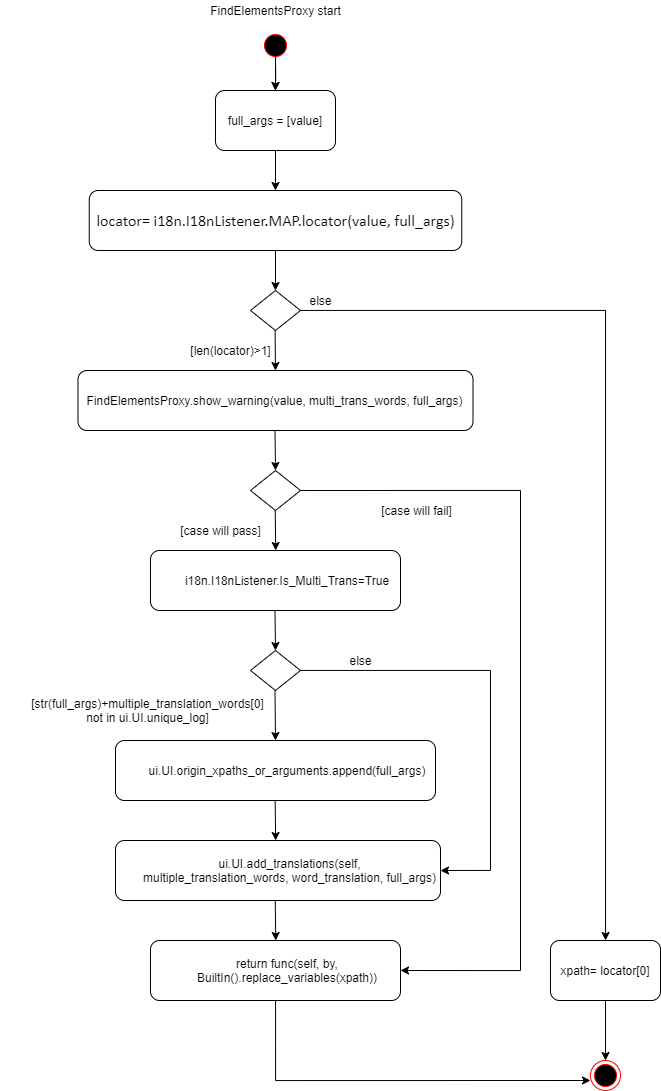 FindElementsProxy start
full_args = [value]
locator= i18n.I18nListener.MAP.locator(value, full_args)
else
[len(locator)>1]
FindElementsProxy.show_warning(value, multi_trans_words, full_args)
[case will fail]
[case will pass]
i18n.I18nListener.Is_Multi_Trans=True
else
[str(full_args)+multiple_translation_words[0]
not in ui.UI.unique_log]
ui.UI.origin_xpaths_or_arguments.append(full_args)
ui.UI.add_translations(self,
multiple_translation_words, word_translation, full_args)
return func(self, by,
BuiltIn().replace_variables(xpath))
xpath= locator[0]